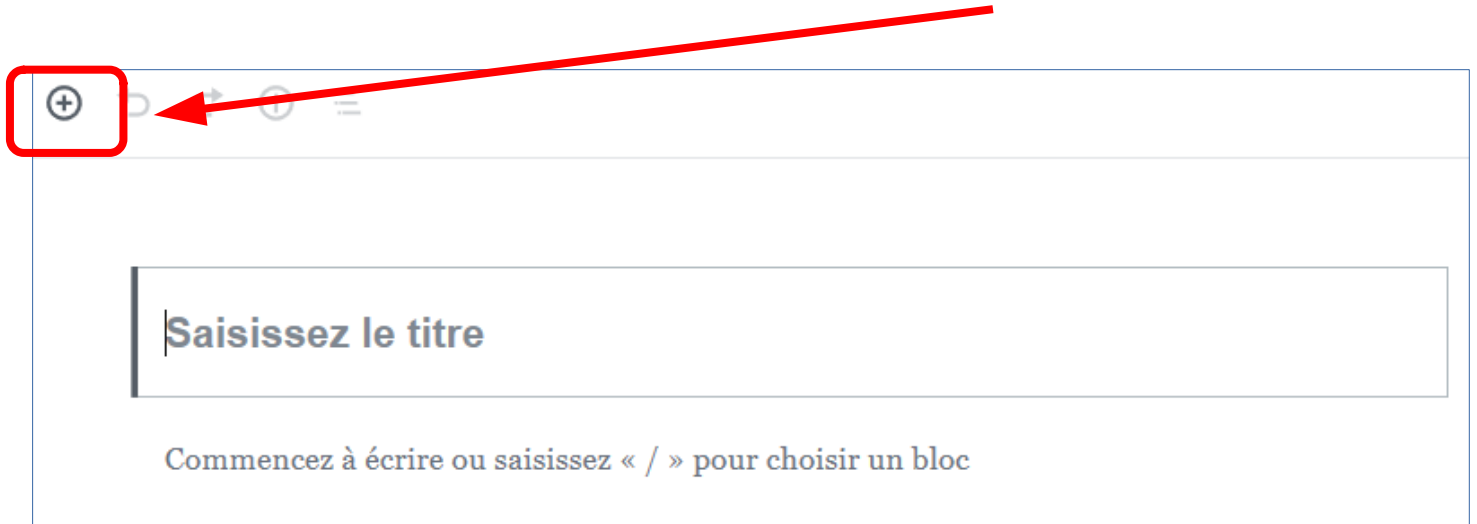 Saisissez le titre
Commencez à écrire ou saisissez « / » pour choisir un bloc